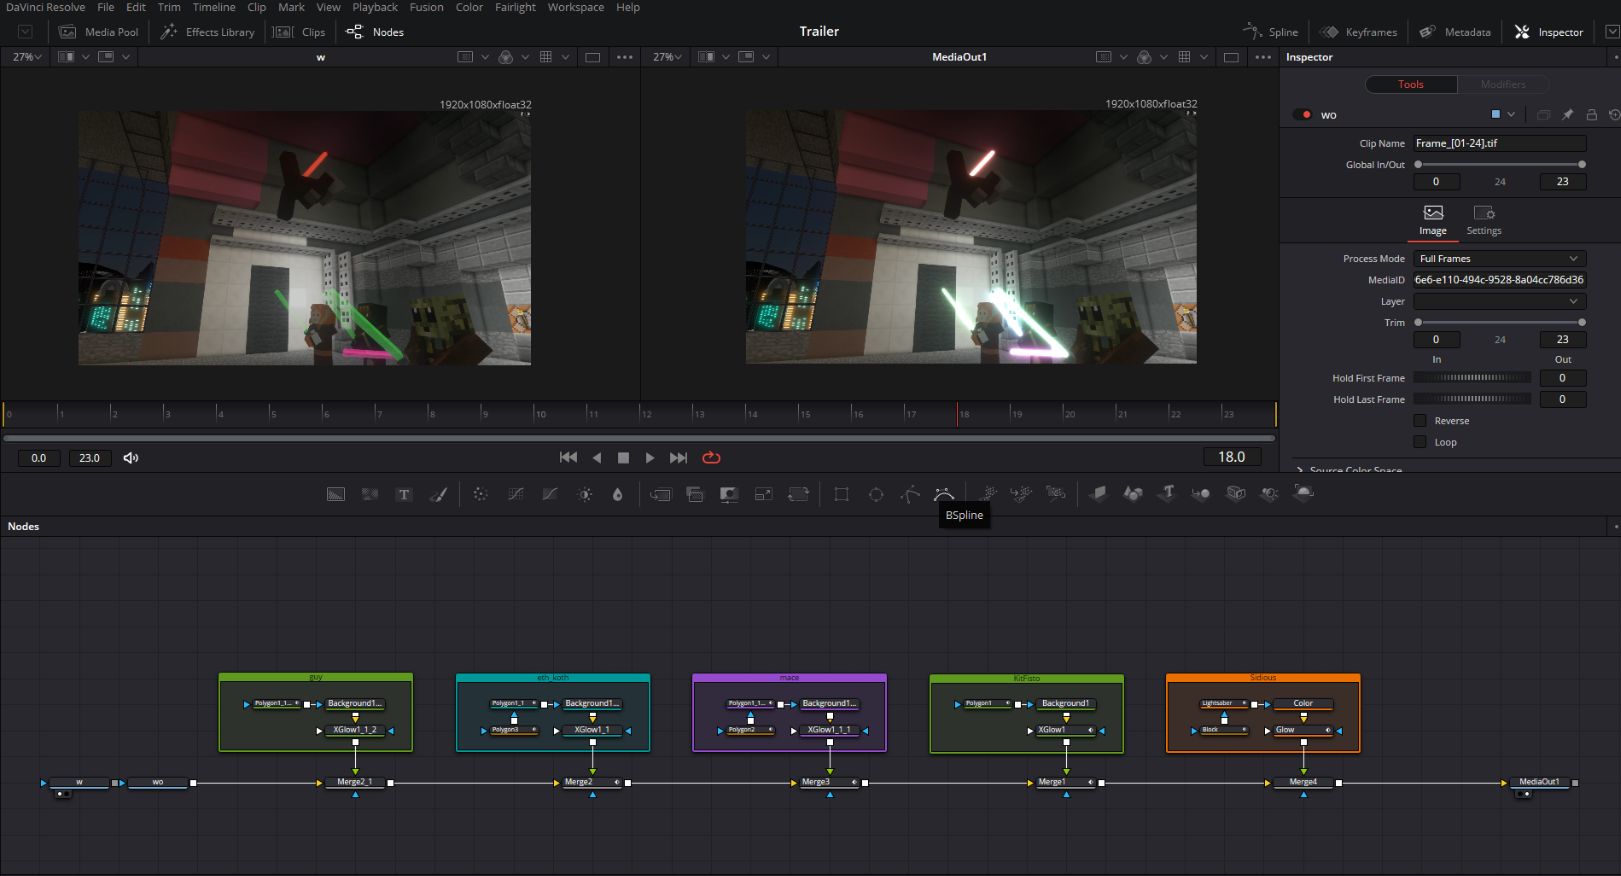 DaVinci Resolve File Edit Trim Timeline Clip Mark View Playback Fusion Color Fairlight Workspace Help
Media Pool Effects Library Clips Nodes Trailer Spline Keyframes Metadata Inspector
27% w 27% MediaOut1 Inspector
Tools Modifiers
1920x1080xfloat32 1920x1080xfloat32
wo
Clip Name Frame_[01-24].tif
Global In/Out
0 24 23
Image Settings
Process Mode Full Frames
MediaID 6e6-e110-494c-9528-8a04cc786d36
Layer
Trim
0 24 23
In Out
Hold First Frame 0
Hold Last Frame 0
Reverse
Loop
Source Color Space
0 1 2 3 4 5 6 7 8 9 10 11 12 13 14 15 16 17 18 19 20 21 22 23
0.0 23.0 18.0
T
BSpline
Nodes
guy eth_koth mace KitFisto Sidious
Polygon1_1... Background1... Polygon1_1 Background1... Polygon1_1... Background1... Polygon1 Background1 Lightsaber Color
XGlow1_1_2 Polygon3 XGlow1_1 Polygon2 XGlow1_1_1 XGlow1 Block Glow
w wo Merge2_1 Merge2 Merge3 Merge1 Merge4 MediaOut1